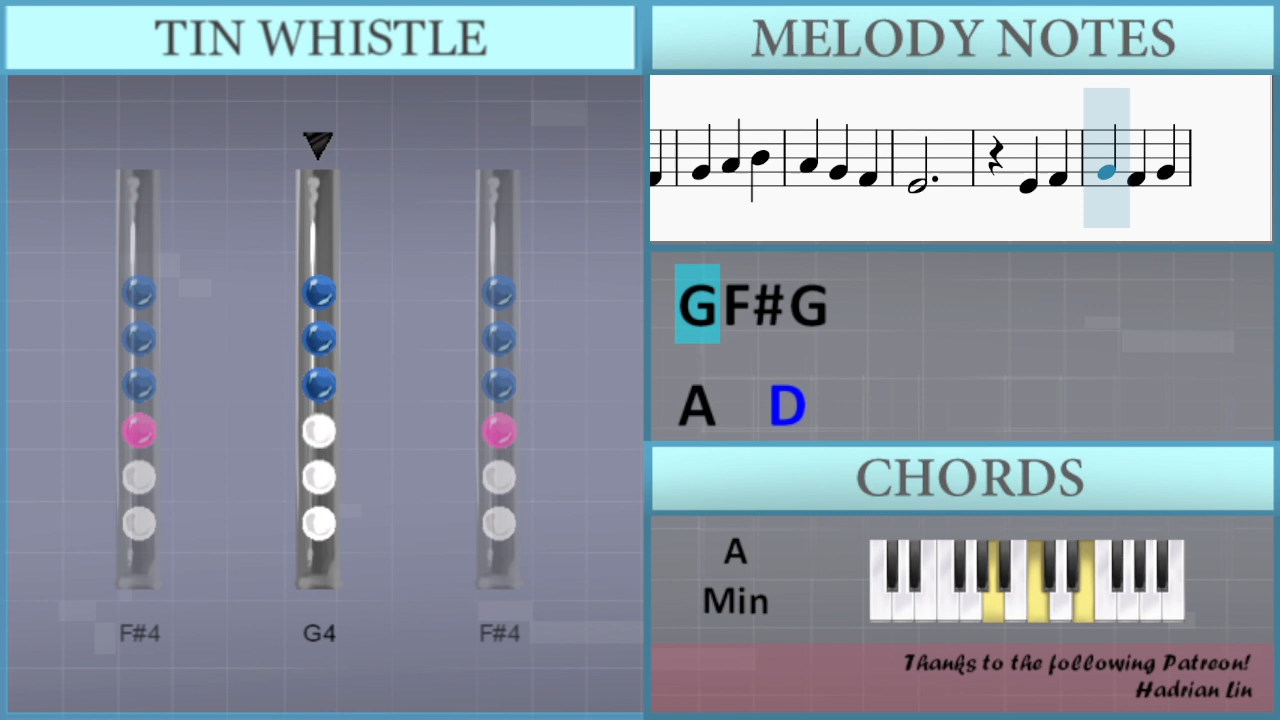 TIN WHISTLE
F#4 G4 F#4
MELODY NOTES
GF#G
A D
CHORDS
A
Min
Thanks to the following Patreon!
Hadrian Lin